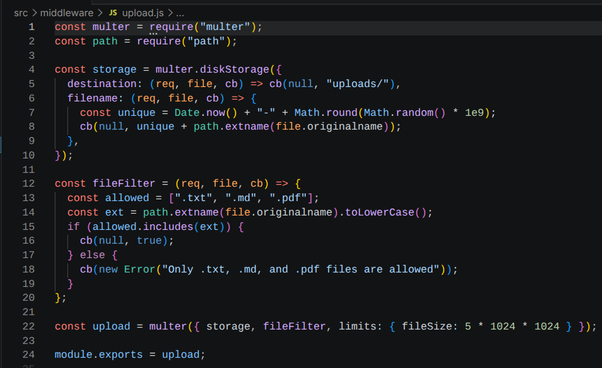 src > middleware > JS upload.js > ...
1 const multer = require("multer");
2 const path = require("path");
3
4 const storage = multer.diskStorage({
5   destination: (req, file, cb) => cb(null, "uploads/"),
6   filename: (req, file, cb) => {
7     const unique = Date.now() + "-" + Math.round(Math.random() * 1e9);
8     cb(null, unique + path.extname(file.originalname));
9   },
10 });
11
12 const fileFilter = (req, file, cb) => {
13   const allowed = [".txt", ".md", ".pdf"];
14   const ext = path.extname(file.originalname).toLowerCase();
15   if (allowed.includes(ext)) {
16     cb(null, true);
17   } else {
18     cb(new Error("Only .txt, .md, and .pdf files are allowed"));
19   }
20 };
21
22 const upload = multer({ storage, fileFilter, limits: { fileSize: 5 * 1024 * 1024 } });
23
24 module.exports = upload;